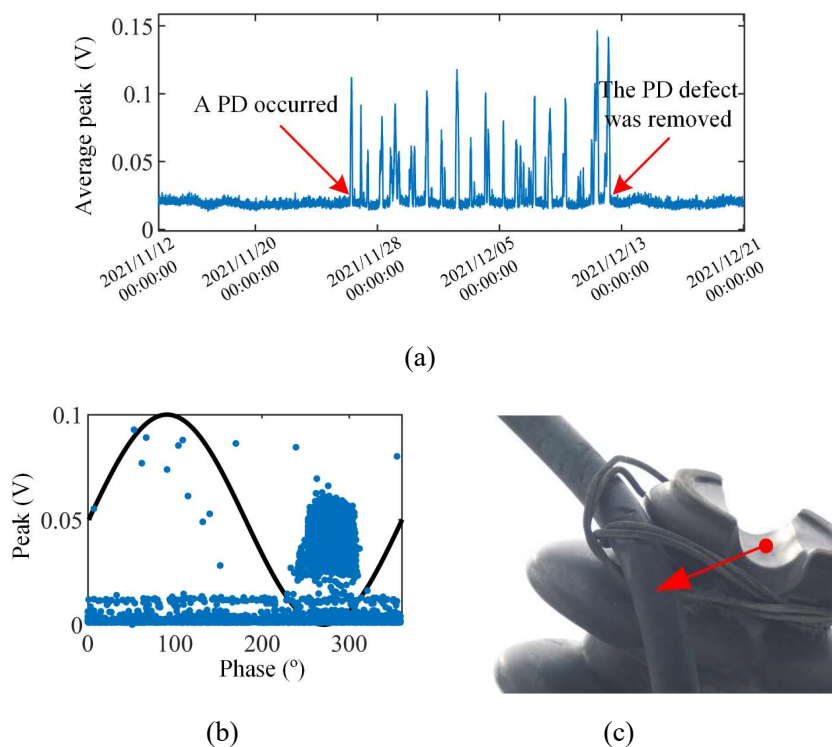 0.15
0.1
0.05
0
Average peak (V)
A PD occurred
The PD defect
was removed
2021/11/12
00:00:00
2021/11/20
00:00:00
2021/11/28
00:00:00
2021/12/05
00:00:00
2021/12/13
00:00:00
2021/12/21
00:00:00
(a)
0.1
0.05
0
Peak (V)
0
100
200
300
Phase (º)
(b)
(c)